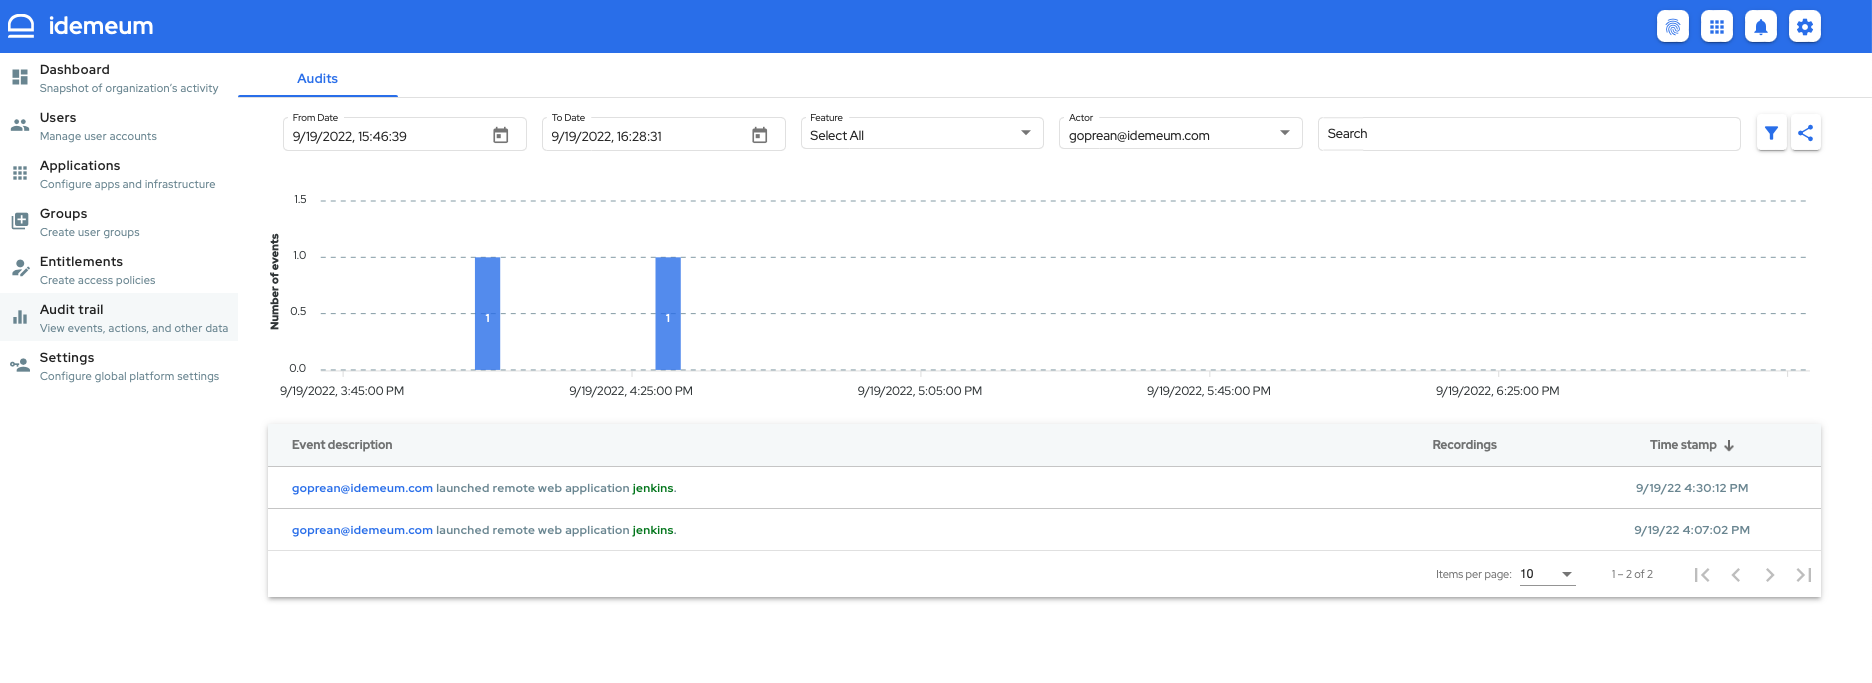 idemeum
Dashboard
Snapshot of organization's activity
Users
Manage user accounts
Applications
Configure apps and infrastructure
Groups
Create user groups
Entitlements
Create access policies
Audit trail
View events, actions, and other data
Settings
Configure global platform settings
Audits
From Date
9/19/2022, 15:46:39
To Date
9/19/2022, 16:28:31
Feature
Select All
Actor
goprean@idemeum.com
Search
Number of events
1.5
1.0
0.5
0.0
1
1
9/19/2022, 3:45:00 PM
9/19/2022, 4:25:00 PM
9/19/2022, 5:05:00 PM
9/19/2022, 5:45:00 PM
9/19/2022, 6:25:00 PM
Event description Recordings Time stamp
goprean@idemeum.com launched remote web application jenkins. 9/19/22 4:30:12 PM
goprean@idemeum.com launched remote web application jenkins. 9/19/22 4:07:02 PM
Items per page: 10 1 – 2 of 2